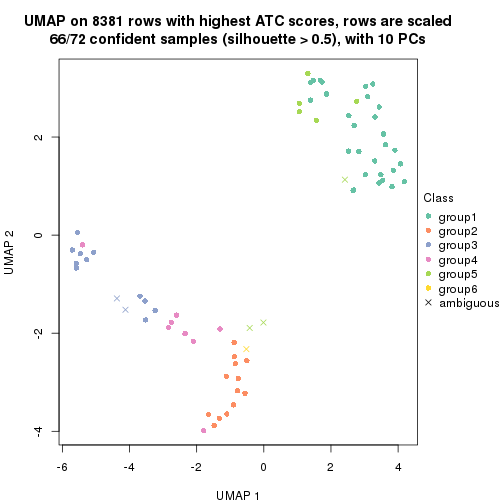 UMAP on 8381 rows with highest ATC scores, rows are scaled
66/72 confident samples (silhouette > 0.5), with 10 PCs
2
0
-2
-4
UMAP 2
-6
-4
-2
0
2
4
UMAP 1
Class
group1
group2
group3
group4
group5
group6
ambiguous